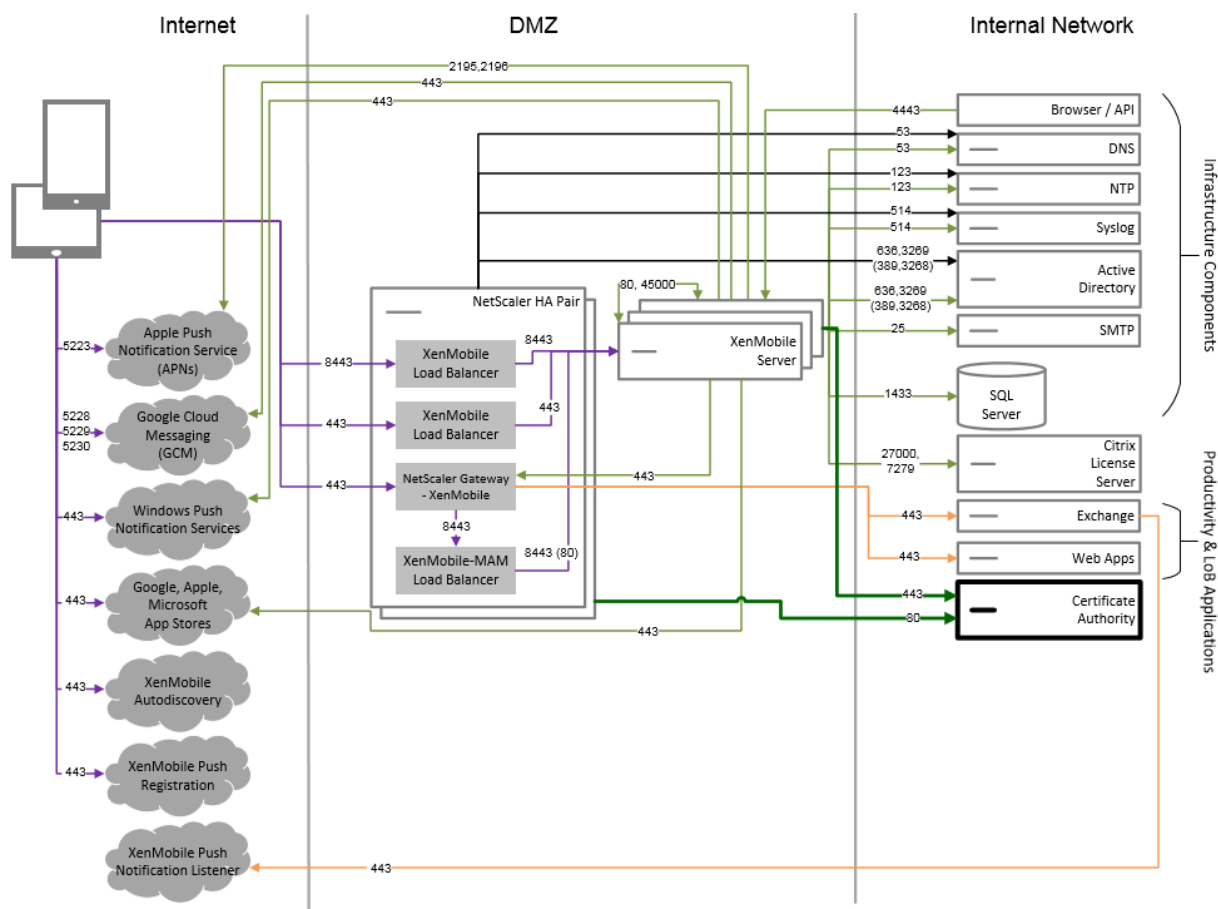 Internet
DMZ
Internal Network
2195,2196
443
443
4443
Browser / API
53
53
DNS
123
123
NTP
514
514
Syslog
636,3269
(389,3268)
636,3269
(389,3268)
Active
Directory
25
SMTP
1433
SQL
Server
Infrastructure Components
27000,
7279
Citrix
License
Server
443
Exchange
443
Web Apps
Productivity & LoB Applications
443
80
Certificate
Authority
NetScaler HA Pair
80, 45000
XenMobile
Server
8443
XenMobile
Load Balancer
8443
443
XenMobile
Load Balancer
443
443
NetScaler Gateway
- XenMobile
443
8443
XenMobile-MAM
Load Balancer
8443 (80)
443
5223
Apple Push
Notification Service
(APNs)
5228
5229
5230
Google Cloud
Messaging
(GCM)
443
Windows Push
Notification Services
443
Google, Apple,
Microsoft
App Stores
443
XenMobile
Autodiscovery
443
XenMobile Push
Registration
XenMobile Push
Notification Listener
443